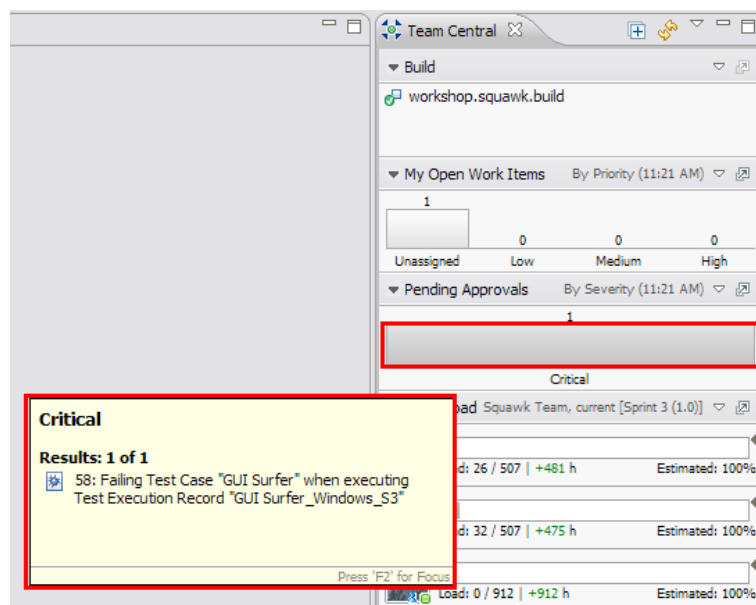 Team Central
Build
workshop.squawk.build
My Open Work Items By Priority (11:21 AM)
1
0
0
0
Unassigned Low Medium High
Pending Approvals By Severity (11:21 AM)
1
Critical
Squawk Team, current [Sprint 3 (1.0)]
Critical
Results: 1 of 1
58: Failing Test Case "GUI Surfer" when executing
Test Execution Record "GUI Surfer_Windows_S3"
Press 'F2' for Focus
26 / 507 | +481 h Estimated: 100%
32 / 507 | +475 h Estimated: 100%
Load: 0 / 912 | +912 h Estimated: 100%